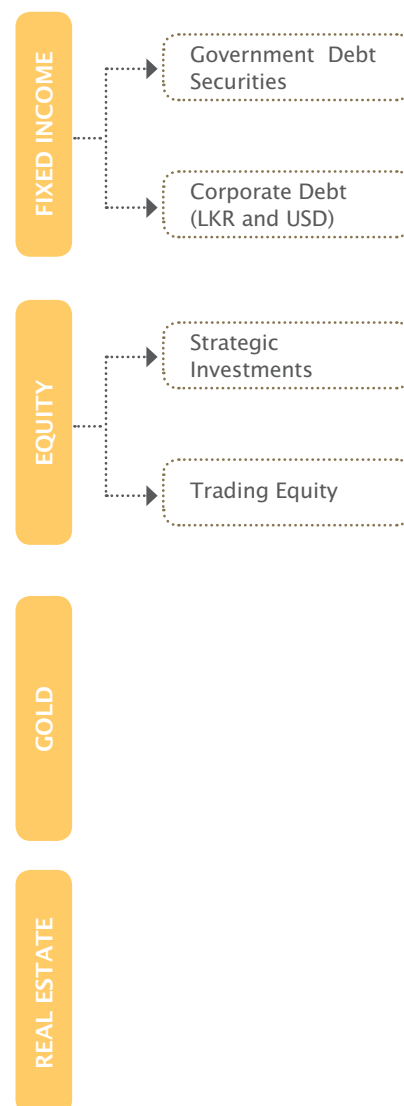 FIXED INCOME
Government Debt
Securities
Corporate Debt
(LKR and USD)
EQUITY
Strategic
Investments
Trading Equity
GOLD
REAL ESTATE